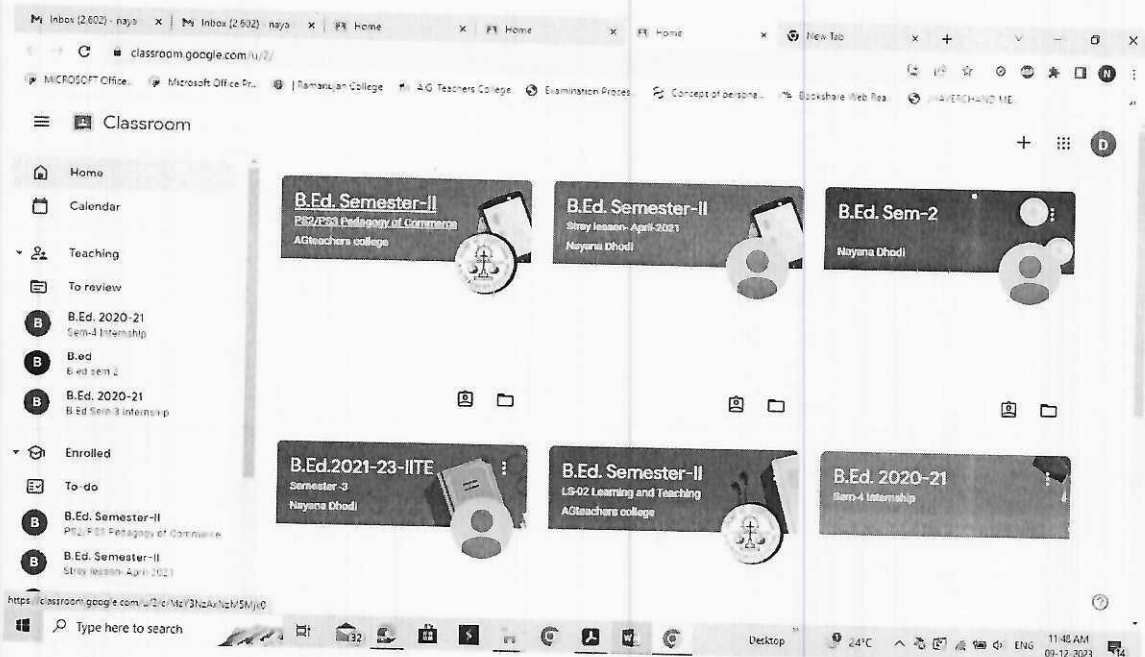 Inbox (2,602) - naya
Inbox (2,602) - naya
Home
Home
Home
New Tab
classroom.google.com/u/2/
MICROSOFT Office..
Microsoft Office Pr..
| Ramanujan College
A G Teachers College
Examination Proces..
Concept of persona..
Bookshare Web Rea..
N
Classroom
D
Home
Calendar
Teaching
To review
B
B.Ed. 2020-21
Sem-4 Internship
B
B.ed
B ed sem 2
B
B.Ed. 2020-21
B.Ed Sem-3 internship
Enrolled
To-do
B
B.Ed. Semester-II
PS2/PS3 Pedagogy of Commerce
B
B.Ed. Semester-II
Stray lesson- April-2021
B.Ed. Semester-II
PS2/PS3 Pedagogy of Commerce
AGteachers college
B.Ed. Semester-II
Stray lesson- April-2021
Nayana Dhodi
B.Ed. Sem-2
Nayana Dhodi
B.Ed.2021-23-IITE
Semester -3
Nayana Dhodi
B.Ed. Semester-II
LS-02 Learning and Teaching
AGteachers college
B.Ed. 2020-21
Sem-4 Internship
Type here to search
32
Desktop
24°C
ENG
11:48 AM
09-12-2023
14